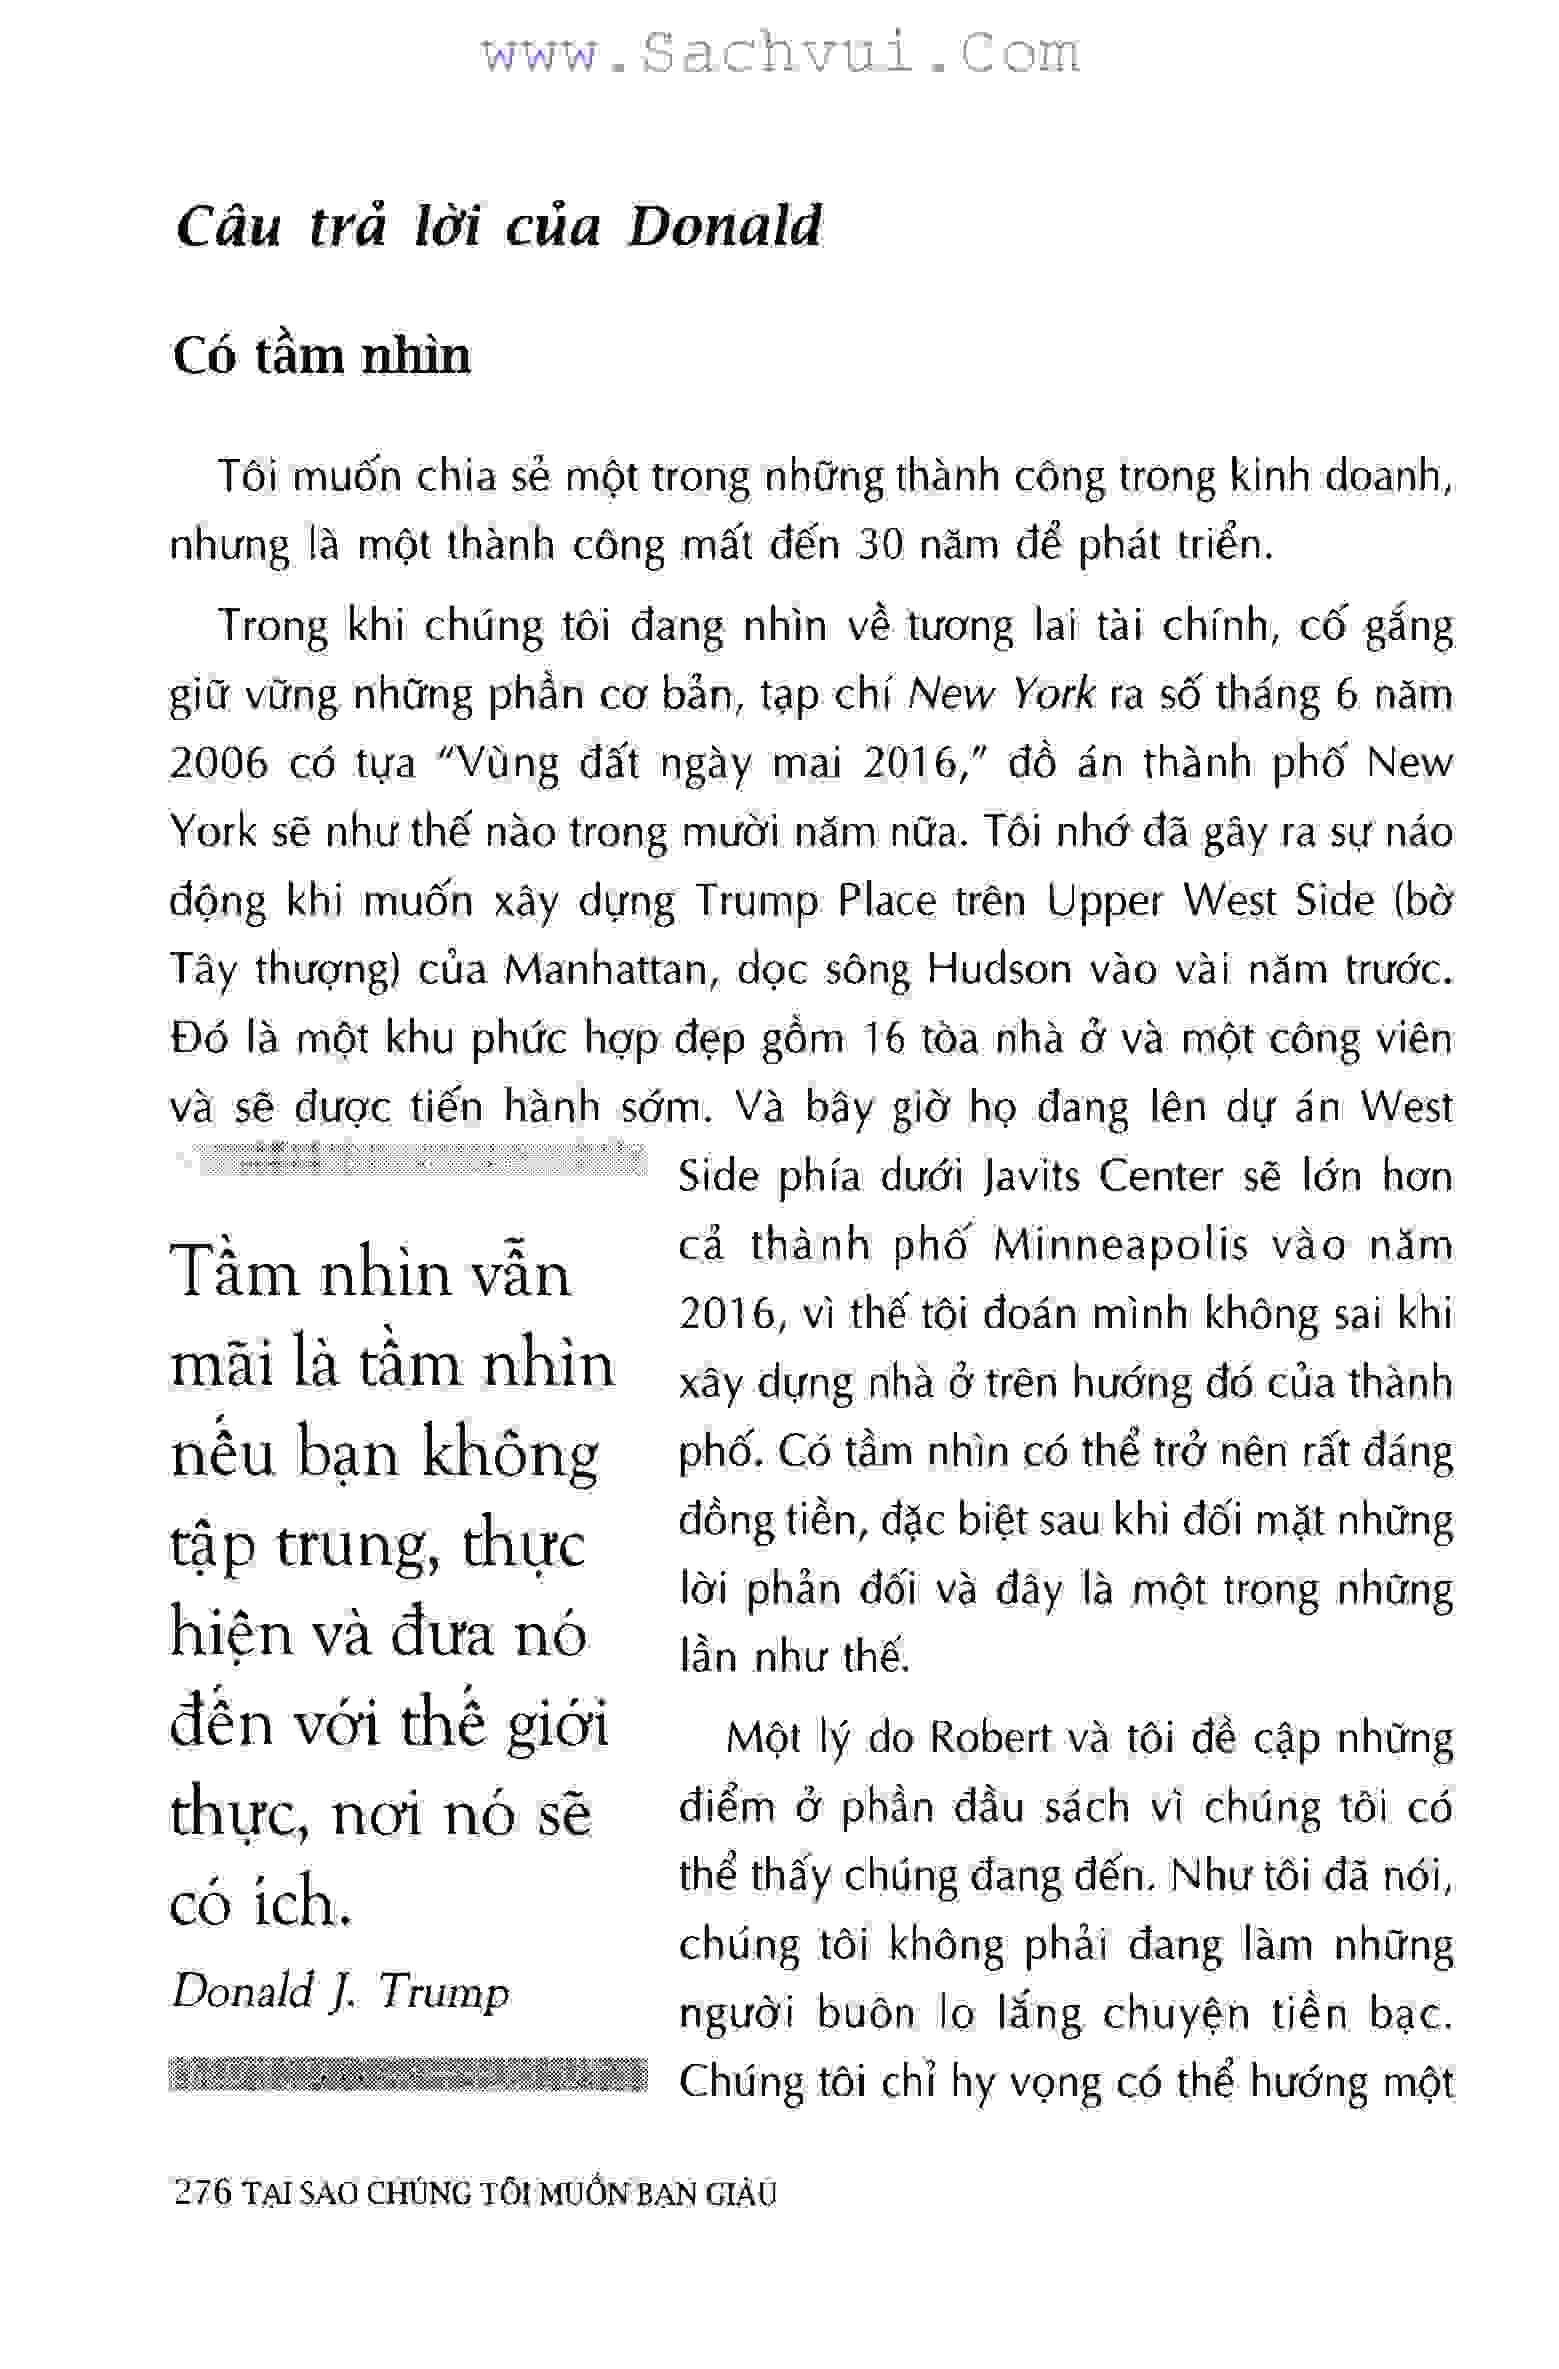 www.Sachvui.Com
Câu trả lời của Donald
Có tầm nhìn
Tôi muốn chia sẻ một trong những thành công trong kinh doanh,
nhưng là một thành công mất đến 30 năm để phát triển.
Trong khi chúng tôi đang nhìn về tương lai tài chính, cố gắng
giữ vững những phần cơ bản, tạp chí New York ra số tháng 6 năm
2006 có tựa “Vùng đất ngày mai 2016,” đồ án thành phố New
York sẽ như thế nào trong mười năm nữa. Tôi nhớ đã gây ra sự náo
động khi muốn xây dựng Trump Place trên Upper West Side (bờ
Tây thượng) của Manhattan, dọc sông Hudson vào vài năm trước.
Đó là một khu phức hợp đẹp gồm 16 tòa nhà ở và một công viên
và sẽ được tiến hành sớm. Và bây giờ họ đang lên dự án West
Side phía dưới Javits Center sẽ lớn hơn
cả thành phố Minneapolis vào năm
2016, vì thế tôi đoán mình không sai khi
xây dựng nhà ở trên hướng đó của thành
phố. Có tầm nhìn có thể trở nên rất đáng
đồng tiền, đặc biệt sau khi đối mặt những
lời phản đối và đây là một trong những
lần như thế.
Một lý do Robert và tôi đề cập những
điểm ở phần đầu sách vì chúng tôi có
thể thấy chúng đang đến. Như tôi đã nói,
chúng tôi không phải đang làm những
người buôn lo lắng chuyện tiền bạc.
Chúng tôi chỉ hy vọng có thể hướng một
Tầm nhìn vẫn
mãi là tầm nhìn
nếu bạn không
tập trung, thực
hiện và đưa nó
đến với thế giới
thực, nơi nó sẽ
có ích.
Donald J. Trump
276 TẠI SAO CHÚNG TÔI MUỐN BẠN GIÀU